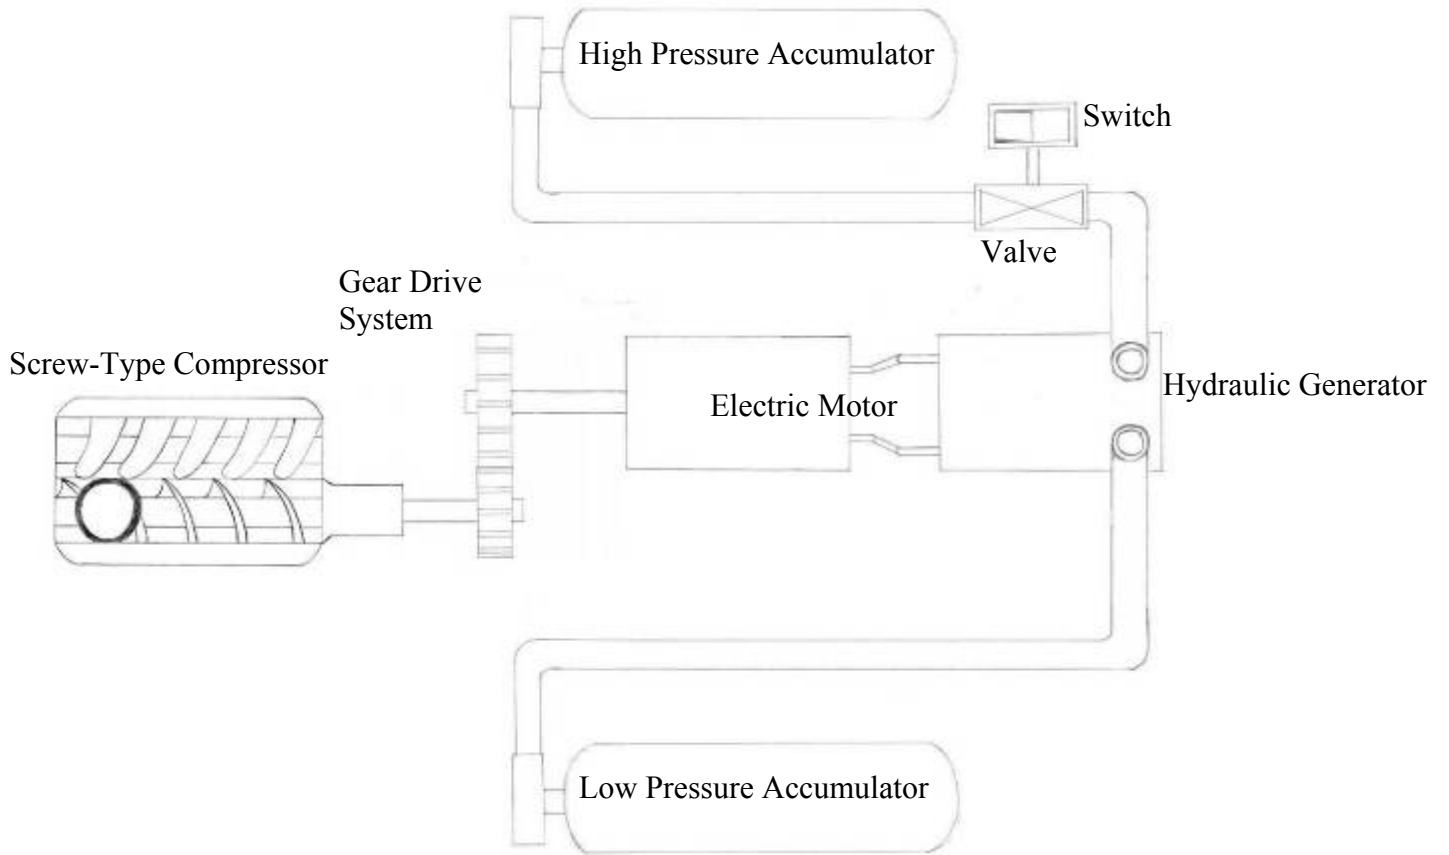 High Pressure Accumulator
Switch
Valve
Gear Drive
System
Screw-Type Compressor
Electric Motor
Hydraulic Generator
Low Pressure Accumulator